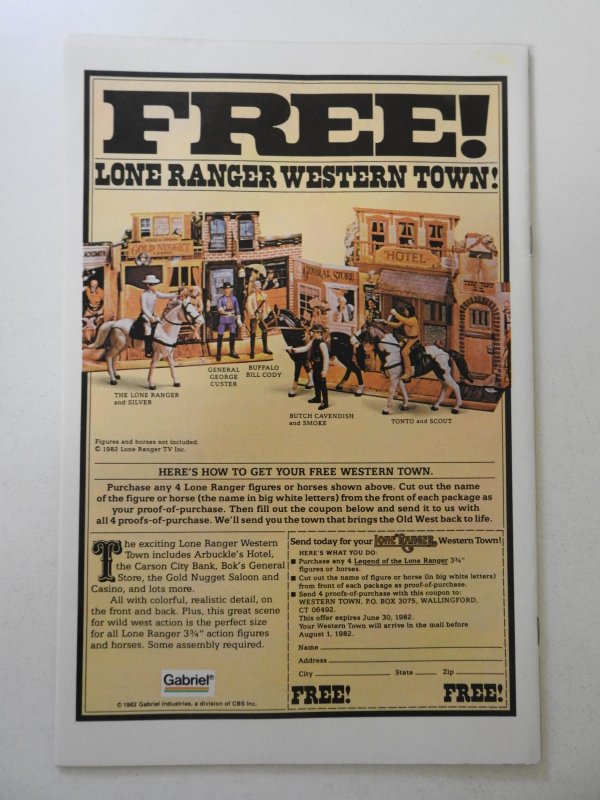 FREE!
LONE RANGER WESTERN TOWN!
GOLD NUGGET
GENERAL STORE
HOTEL
THE LONE RANGER
and SILVER
GENERAL
GEORGE
CUSTER
BUFFALO
BILL CODY
BUTCH CAVENDISH
and SMOKE
TONTO and SCOUT
Figures and horses not included.
© 1982 Lone Ranger TV Inc.
HERE'S HOW TO GET YOUR FREE WESTERN TOWN.
Purchase any 4 Lone Ranger figures or horses shown above. Cut out the name
of the figure or horse (the name in big white letters) from the front of each package as
your proof-of-purchase. Then fill out the coupon below and send it to us with
all 4 proofs-of-purchase. We'll send you the town that brings the Old West back to life.
The exciting Lone Ranger Western
Town includes Arbuckle's Hotel,
the Carson City Bank, Bok's General
Store, the Gold Nugget Saloon and
Casino, and lots more.
All with colorful, realistic detail, on
the front and back. Plus, this great scene
for wild west action is the perfect size
for all Lone Ranger 3¾" action figures
and horses. Some assembly required.
Gabriel®
© 1982 Gabriel Industries, a division of CBS Inc.
Send today for your LONE RANGER Western Town!
HERE'S WHAT YOU DO:
■ Purchase any 4 Legend of the Lone Ranger 3¾"
figures or horses.
■ Cut out the name of figure or horse (in big white letters)
from front of each package as proof-of-purchase.
■ Send 4 proofs-of-purchase with this coupon to:
WESTERN TOWN, P.O. BOX 3075, WALLINGFORD,
CT 06492.
This offer expires June 30, 1982.
Your Western Town will arrive in the mail before
August 1, 1982.
Name
Address
City State Zip
FREE! FREE!